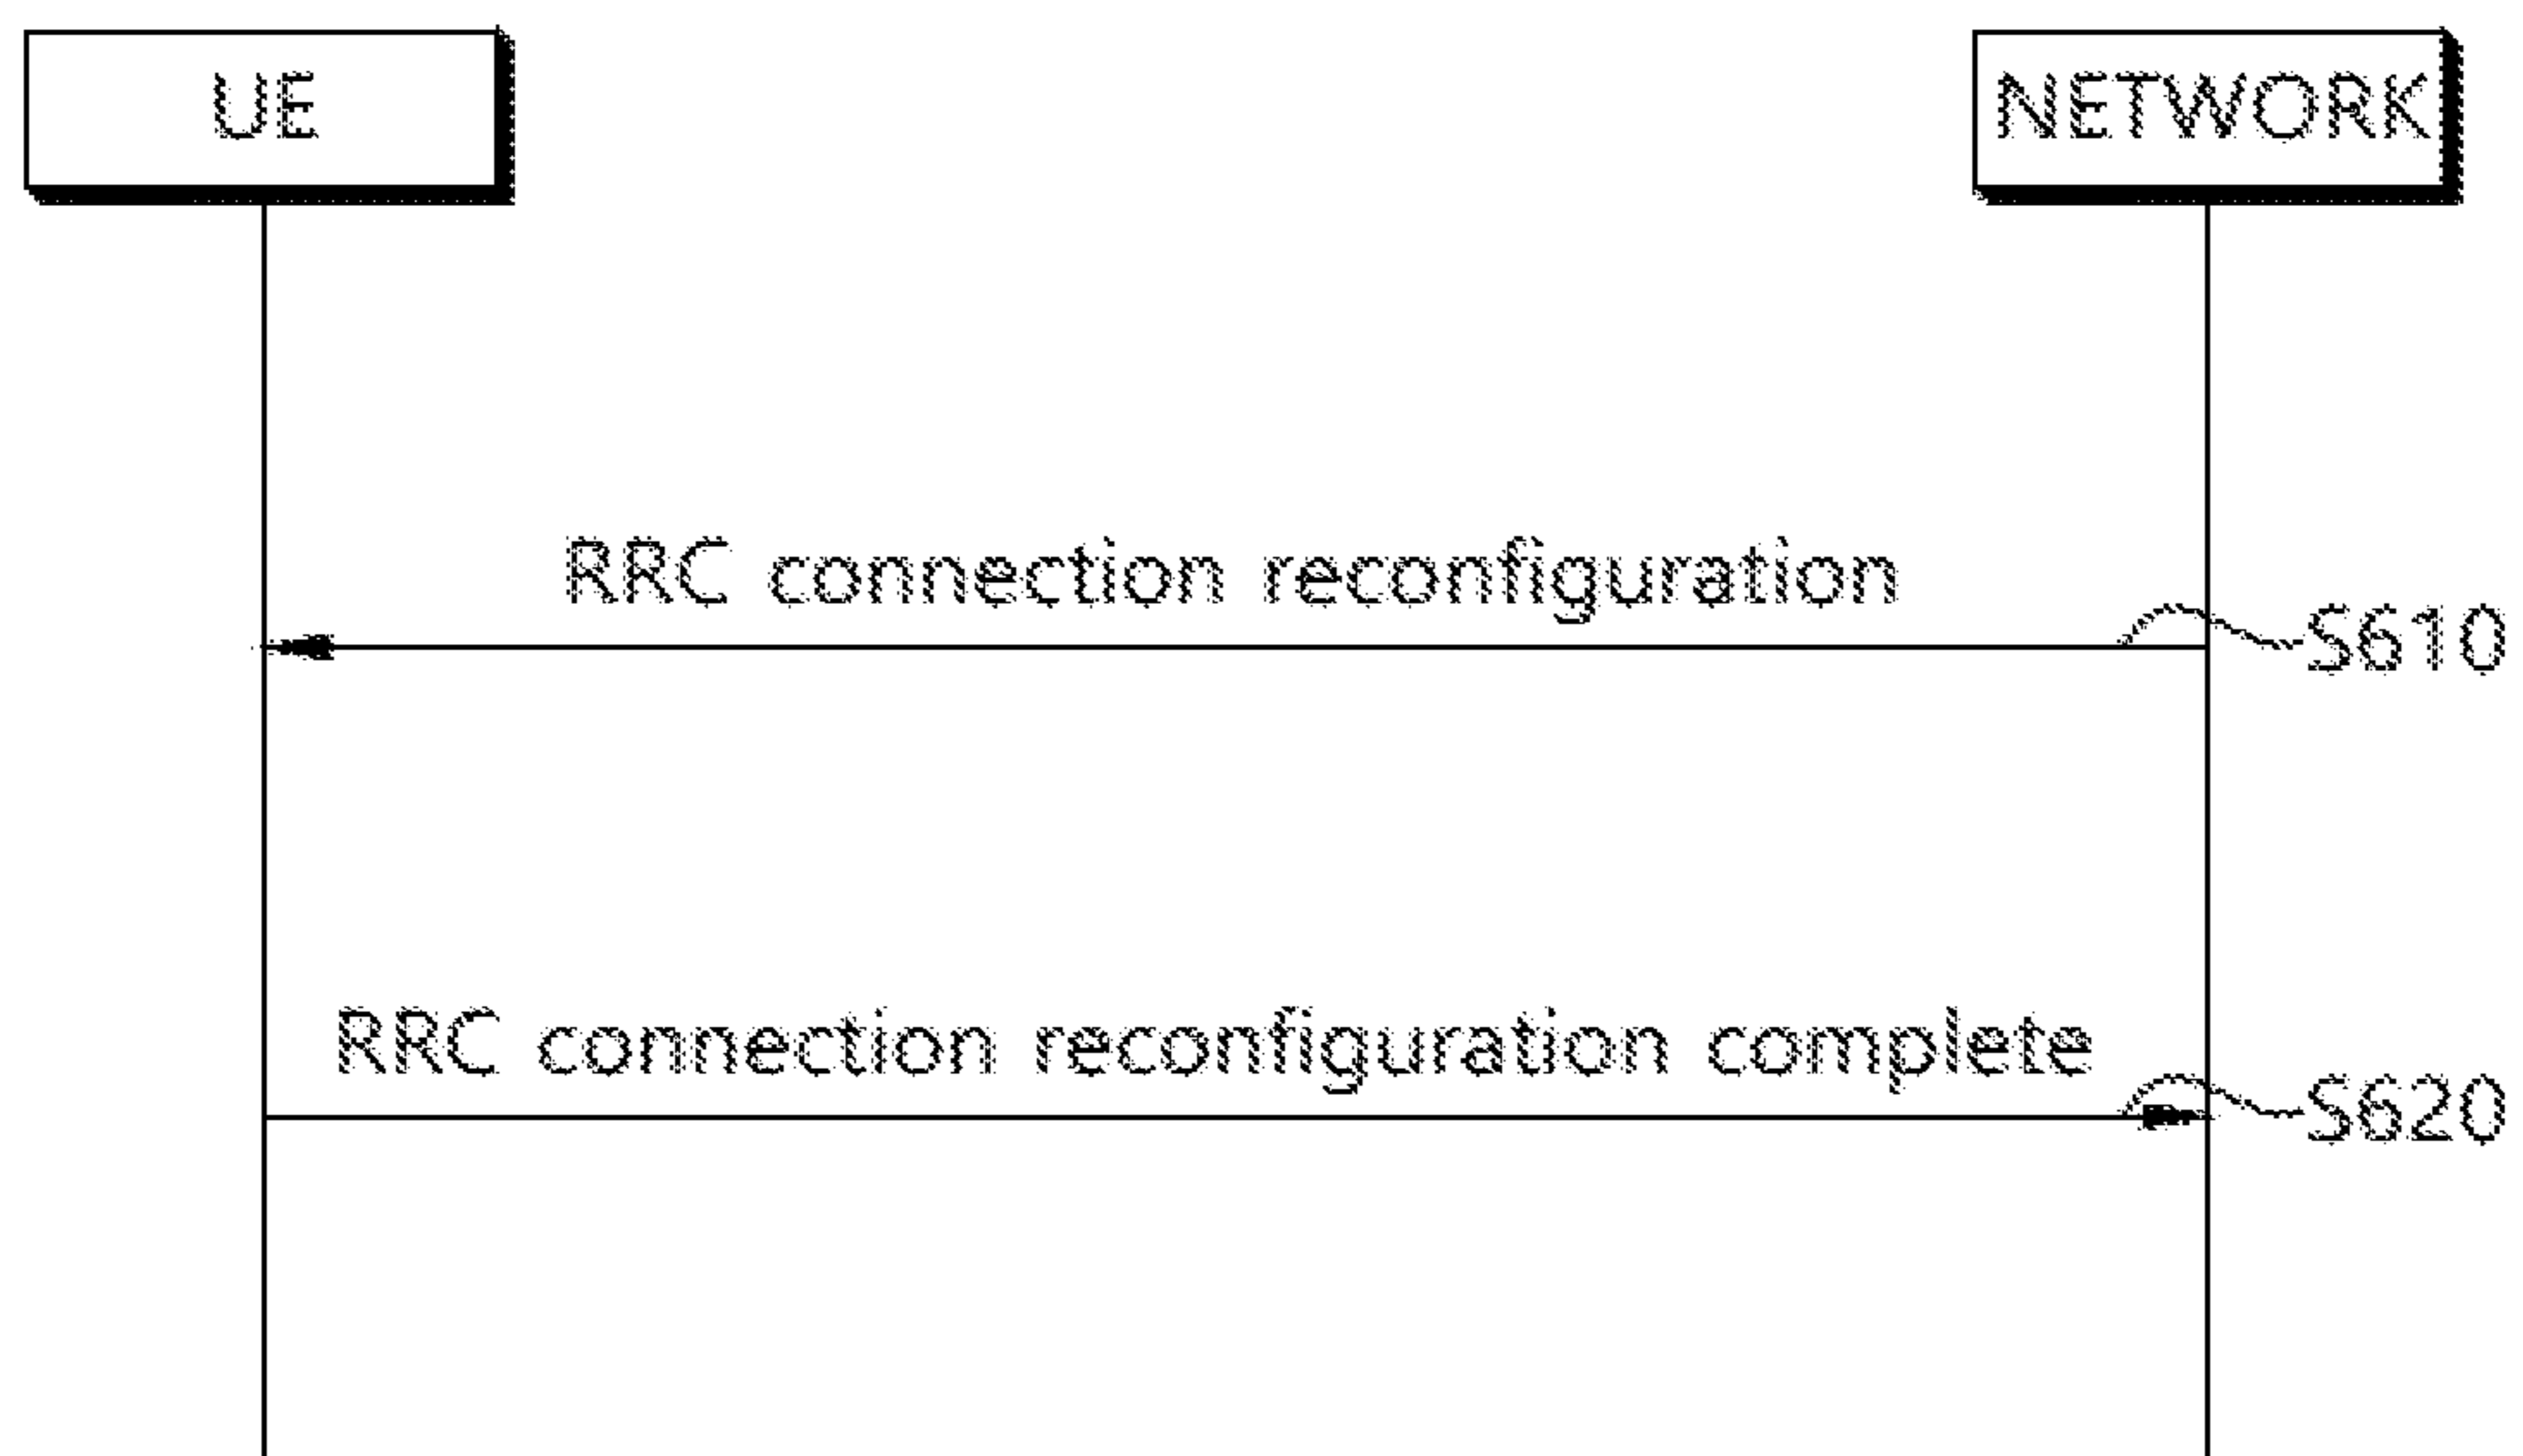 UE
NETWORK
RRC connection reconfiguration
S610
RRC connection reconfiguration complete
S620